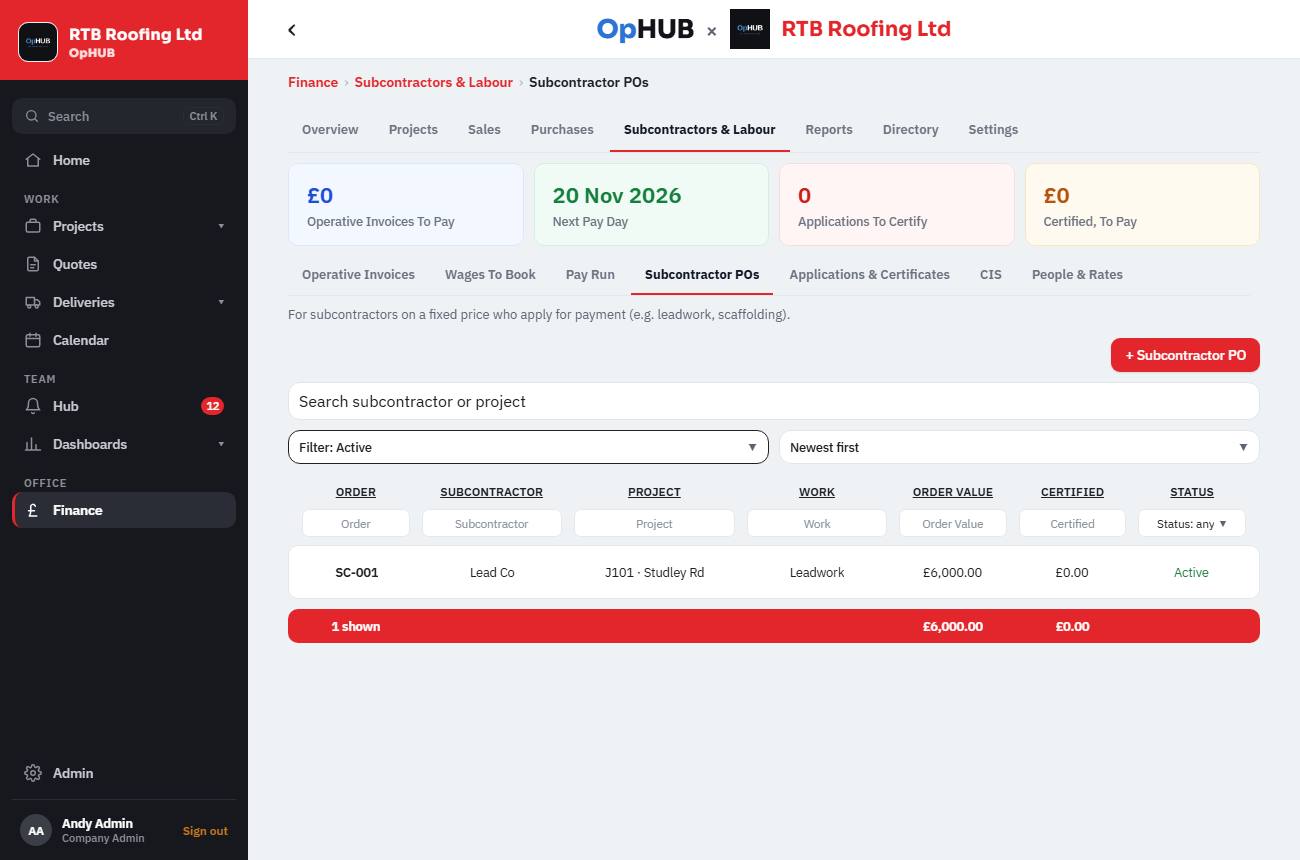 OpHUB
RTB Roofing Ltd
OpHUB
Search
Ctrl K
Home
WORK
Projects
Quotes
Deliveries
Calendar
TEAM
Hub
12
Dashboards
OFFICE
£ Finance
Admin
AA
Andy Admin
Company Admin
Sign out
OpHUB × OpHUB RTB Roofing Ltd
Finance › Subcontractors & Labour › Subcontractor POs
Overview Projects Sales Purchases Subcontractors & Labour Reports Directory Settings
£0
Operative Invoices To Pay
20 Nov 2026
Next Pay Day
0
Applications To Certify
£0
Certified, To Pay
Operative Invoices Wages To Book Pay Run Subcontractor POs Applications & Certificates CIS People & Rates
For subcontractors on a fixed price who apply for payment (e.g. leadwork, scaffolding).
+ Subcontractor PO
Search subcontractor or project
Filter: Active
Newest first
ORDER SUBCONTRACTOR PROJECT WORK ORDER VALUE CERTIFIED STATUS
Order Subcontractor Project Work Order Value Certified Status: any
SC-001 Lead Co J101 · Studley Rd Leadwork £6,000.00 £0.00 Active
1 shown £6,000.00 £0.00